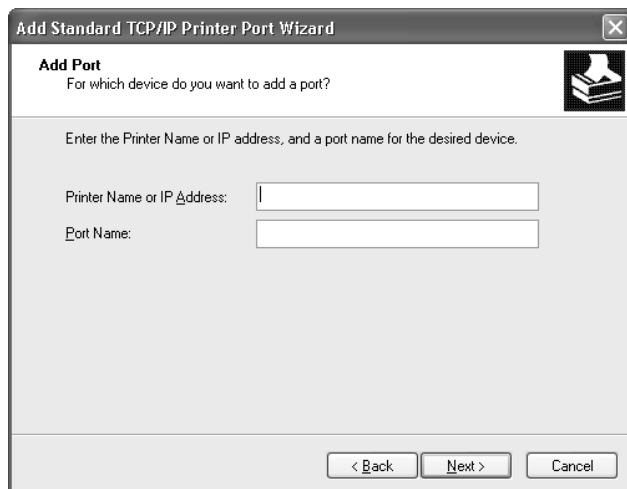 Add Standard TCP/IP Printer Port Wizard
Add Port
For which device do you want to add a port?
Enter the Printer Name or IP address, and a port name for the desired device.
Printer Name or IP Address:
Port Name:
< Back
Next >
Cancel